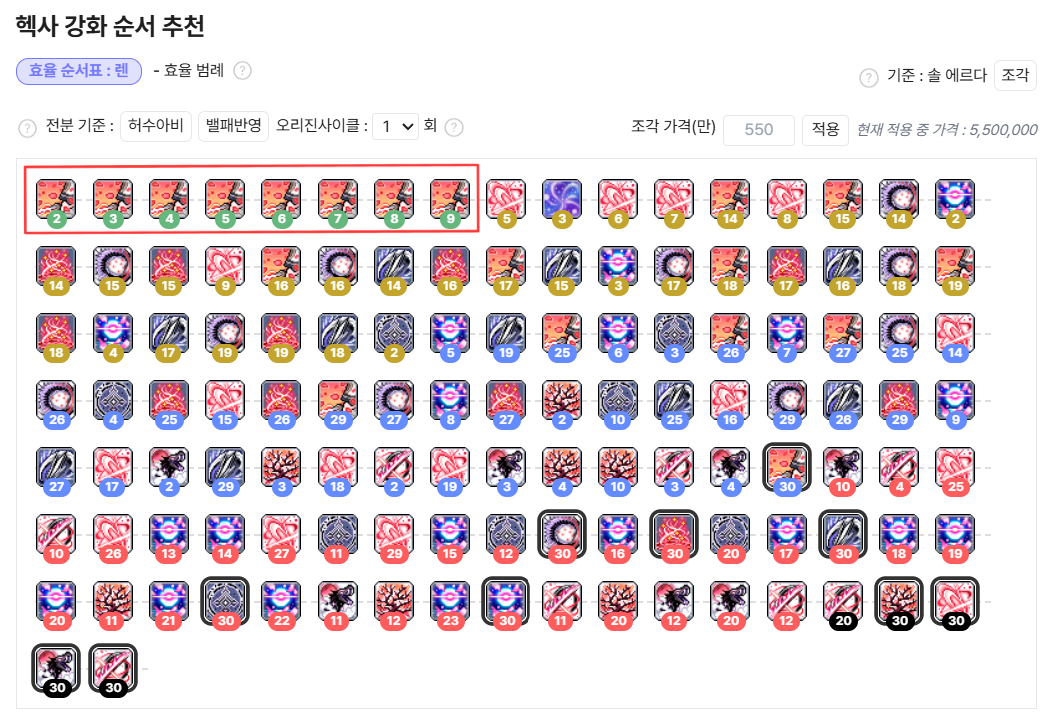 헥사 강화 순서 추천
효율 순서표 : 렌 - 효율 범례 ?
? 기준 : 솔 에르다 조각
? 전분 기준 : 허수아비 밸패반영 오리진사이클 : 1 회 ?
조각 가격(만) 550 적용 현재 적용 중 가격 : 5,500,000
2 3 4 5 6 7 8 9 5 3 6 7 14 8 15 14 2
14 15 15 9 16 16 14 16 17 15 3 17 18 17 16 18 19
18 4 17 19 19 18 2 5 19 25 6 3 26 7 27 25 14
26 4 25 15 26 29 27 8 27 2 10 25 16 29 26 29 9
27 17 2 29 3 18 2 19 3 4 10 3 4 30 10 4 25
10 26 13 14 27 11 29 15 12 30 16 30 20 17 30 18 19
20 11 21 30 22 11 12 23 30 11 20 12 20 12 20 30 30
30 30